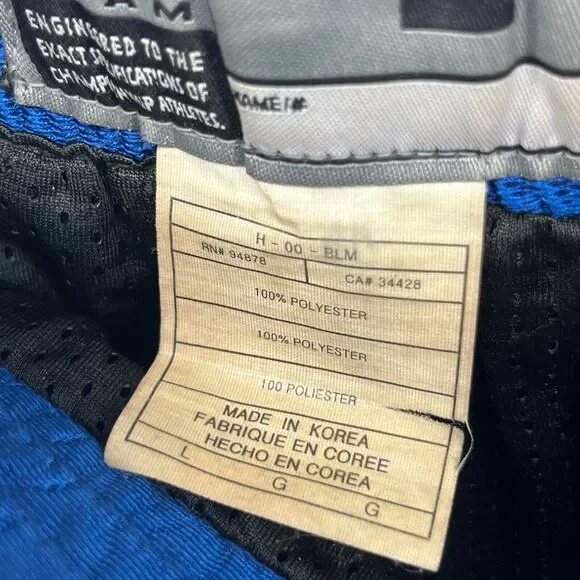 A M
ENGINEERED TO THE
EXACT SPECIFICATIONS OF
CHAMPIONSHIP ATHLETES.
NAME/#
H - 00 - BLM
RN# 94878
CA# 34428
100% POLYESTER
100% POLYESTER
100 POLIESTER
MADE IN KOREA
FABRIQUE EN COREE
HECHO EN COREA
L G G